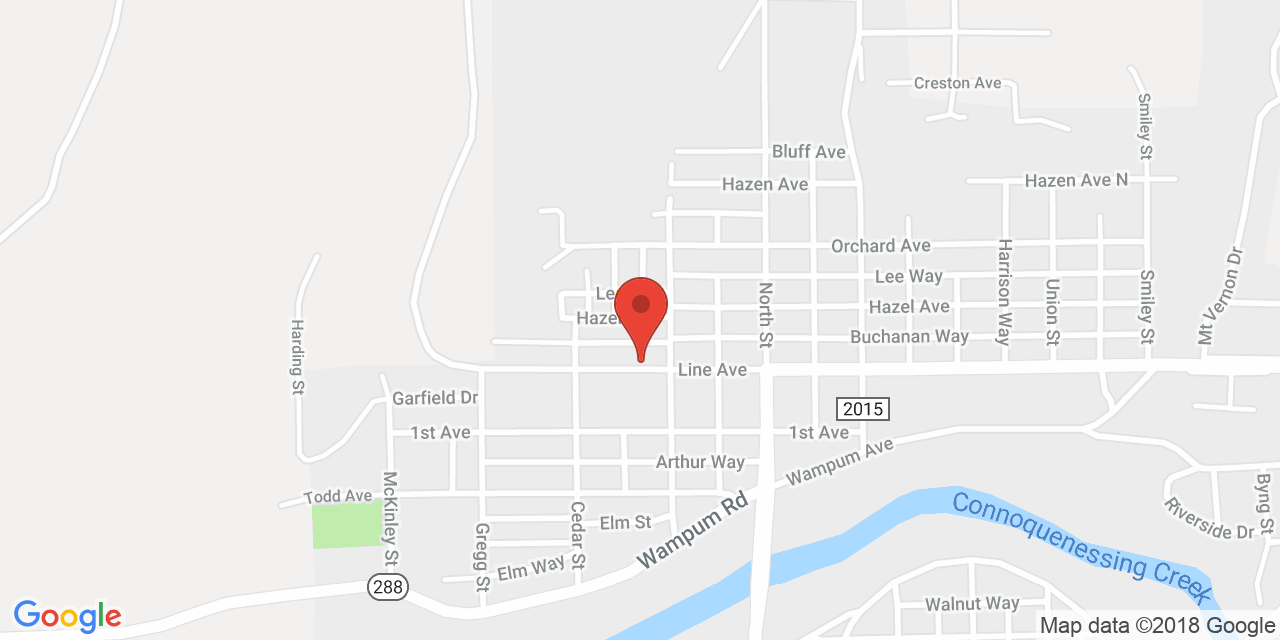 Creston Ave
Smiley St
Bluff Ave
Hazen Ave
Hazen Ave N
Orchard Ave
Harrison Way
Mt Vernon Dr
Lee Way
Union St
Smiley St
North St
Hazel Ave
Harding St
Buchanan Way
Line Ave
Garfield Dr
2015
1st Ave
1st Ave
Wampum Ave
Arthur Way
McKinley St
Todd Ave
Wampum Rd
Connoquenessing Creek
Byng St
Riverside Dr
Cedar St
Elm St
Gregg St
Elm Way
288
Walnut Way
Google
Map data ©2018 Google